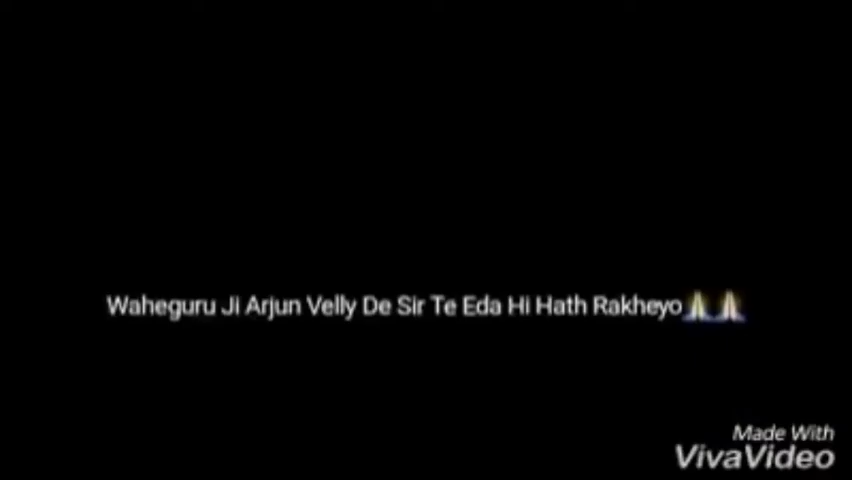 Waheguru Ji Arjun Velly De Sir Te Eda Hi Hath Rakheyo🙏🙏
Made With
VivaVideo